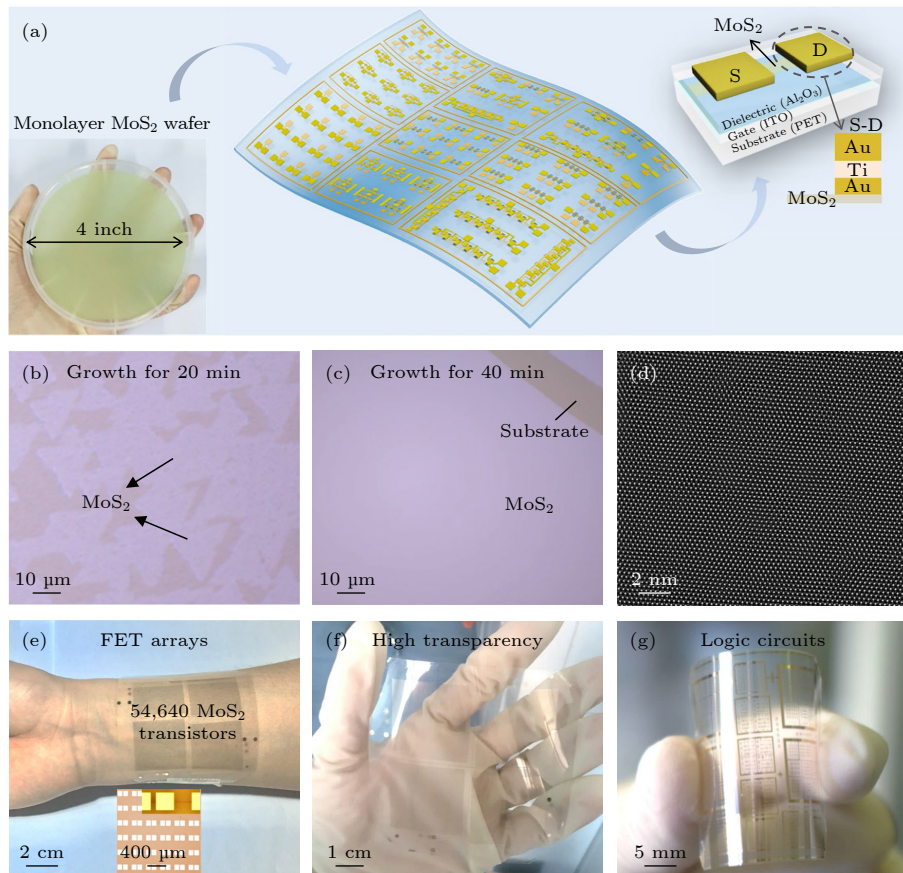 (a)
MoS₂
S
D
Dielectric (Al₂O₃)
Gate (ITO)
Substrate (PET)
S-D
Au
Ti
Au
MoS₂
Monolayer MoS₂ wafer
4 inch
(b) Growth for 20 min
MoS₂
10 μm
(c) Growth for 40 min
Substrate
MoS₂
10 μm
(d)
2 nm
(e) FET arrays
54,640 MoS₂
transistors
2 cm
400 μm
(f) High transparency
1 cm
(g) Logic circuits
5 mm